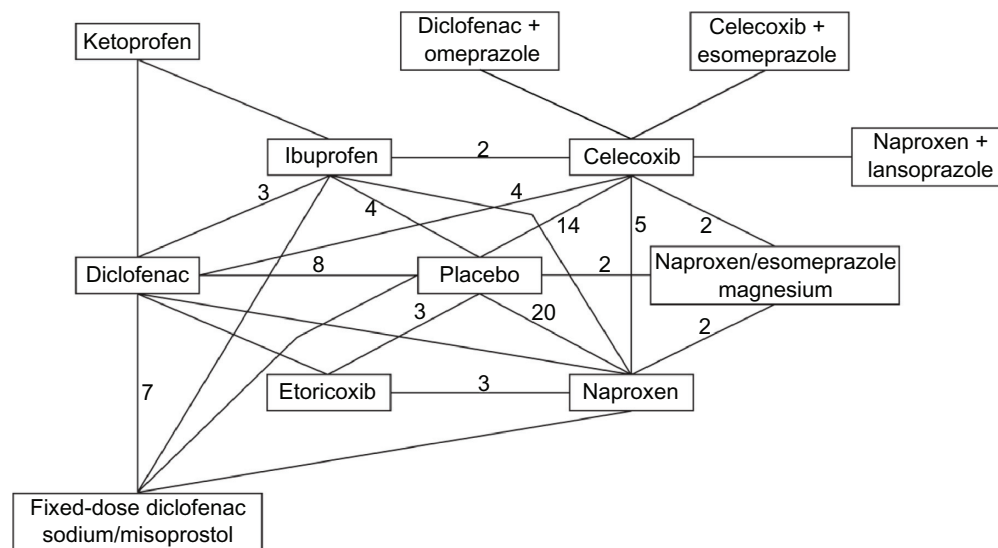 Diclofenac +
omeprazole
Celecoxib +
esomeprazole
Ketoprofen
Ibuprofen
2
Celecoxib
Naproxen +
lansoprazole
3
4
4
14
5
2
Diclofenac
8
Placebo
2
Naproxen/esomeprazole
magnesium
3
20
2
7
Etoricoxib
3
Naproxen
Fixed-dose diclofenac
sodium/misoprostol